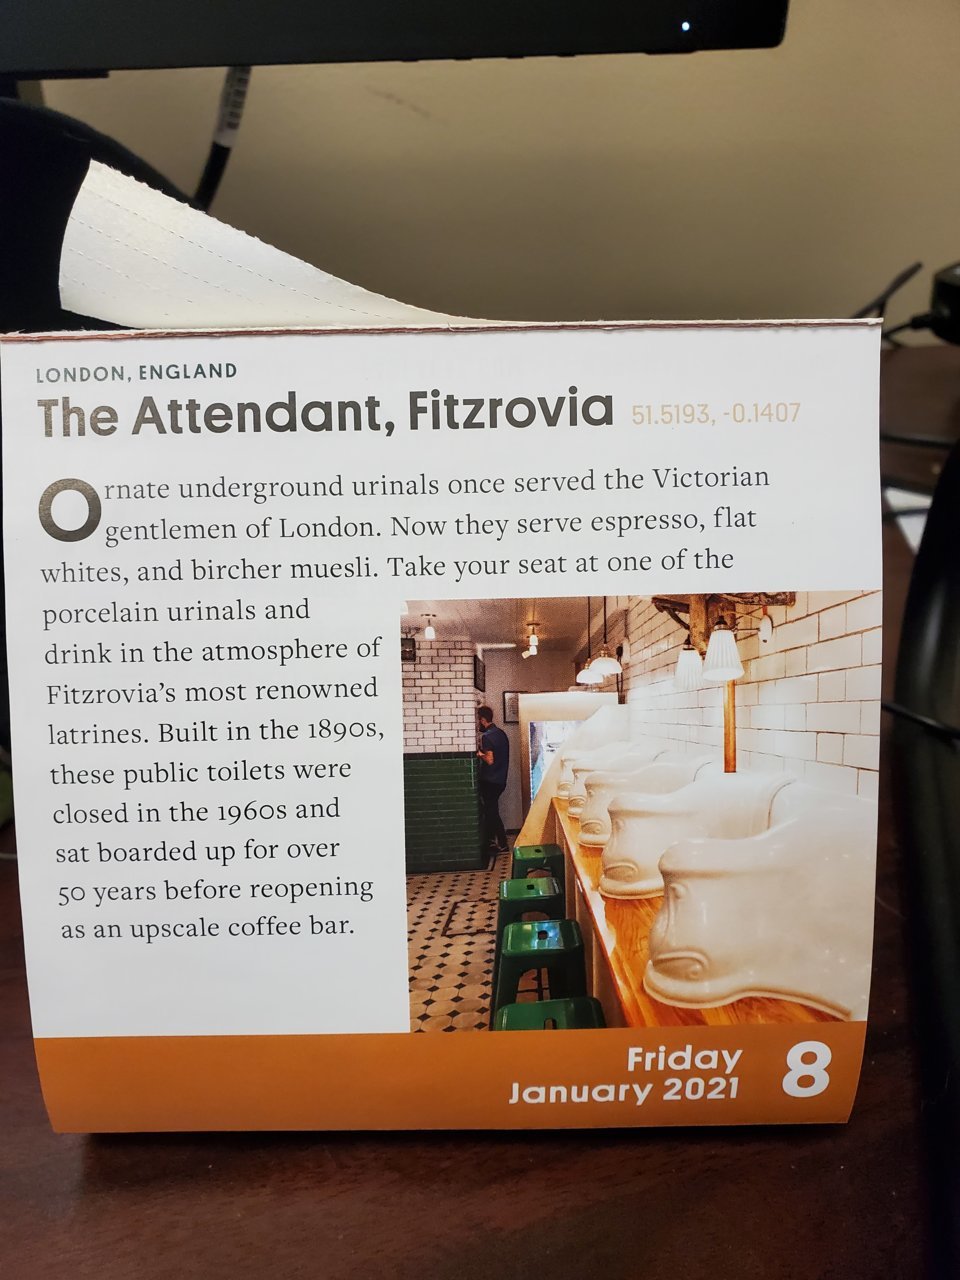 LONDON, ENGLAND
The Attendant, Fitzrovia 51.5193, -0.1407
Ornate underground urinals once served the Victorian
gentlemen of London. Now they serve espresso, flat
whites, and bircher muesli. Take your seat at one of the
porcelain urinals and
drink in the atmosphere of
Fitzrovia's most renowned
latrines. Built in the 1890s,
these public toilets were
closed in the 1960s and
sat boarded up for over
50 years before reopening
as an upscale coffee bar.
Friday 8
January 2021